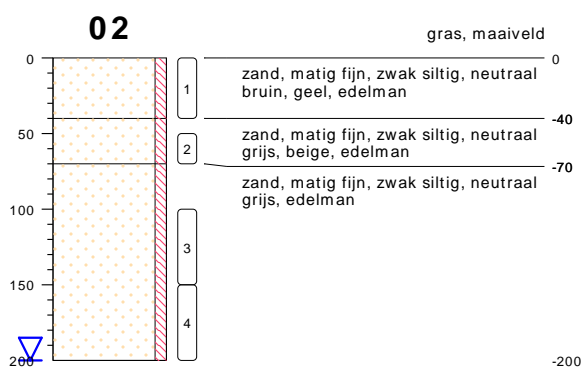 02
gras, maaiveld
0
0
zand, matig fijn, zwak siltig, neutraal
bruin, geel, edelman
1
-40
50
zand, matig fijn, zwak siltig, neutraal
grijs, beige, edelman
2
-70
zand, matig fijn, zwak siltig, neutraal
grijs, edelman
100
3
150
4
200
-200